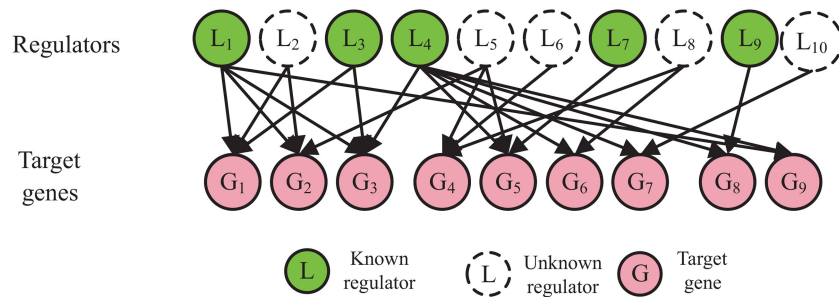 Regulators
L1 L2 L3 L4 L5 L6 L7 L8 L9 L10
Target
genes
G1 G2 G3 G4 G5 G6 G7 G8 G9
L Known
regulator
L Unknown
regulator
G Target
gene